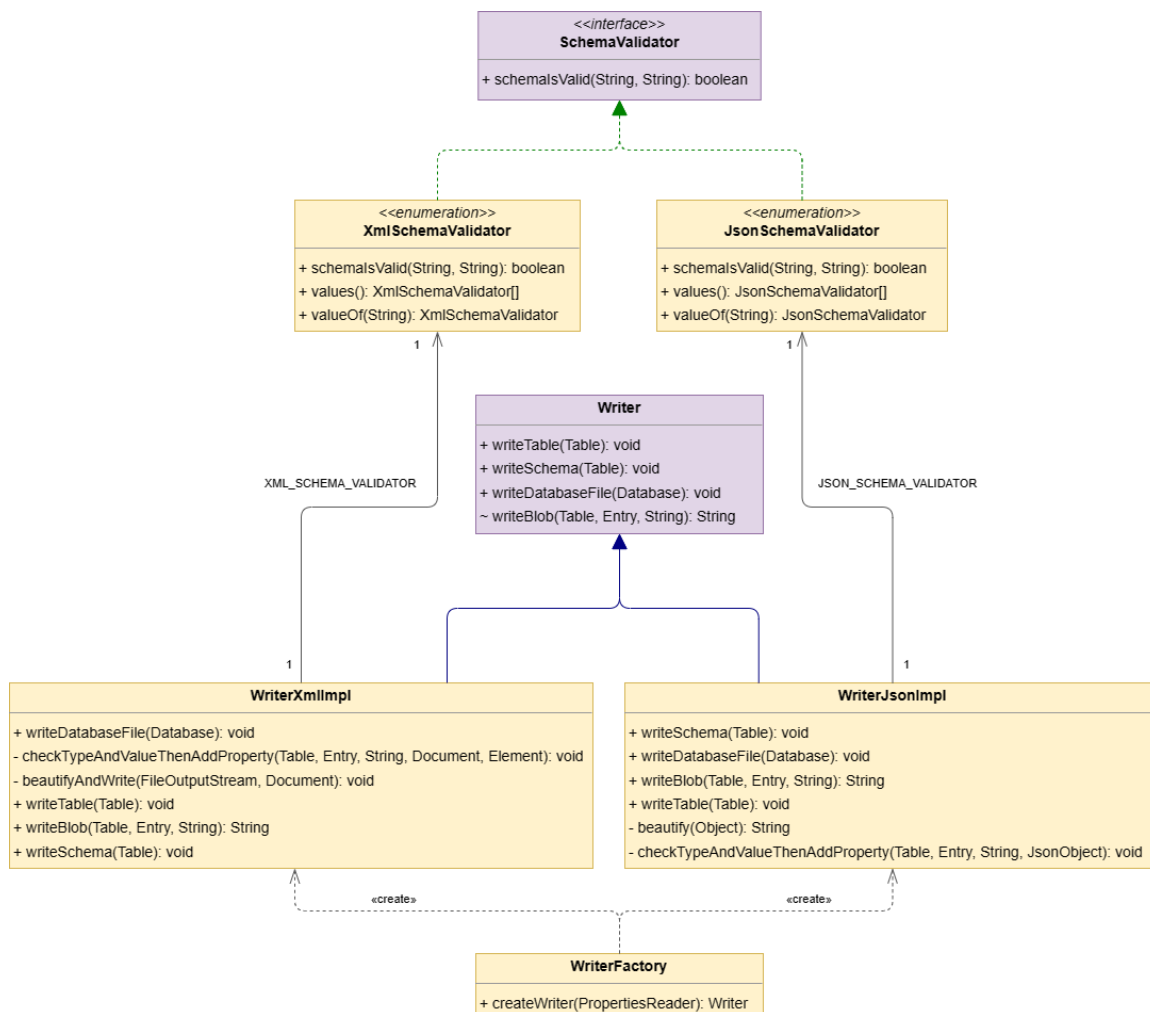 <<interface>>
SchemaValidator
+ schemaIsValid(String, String): boolean
<<enumeration>>
XmlSchemaValidator
+ schemaIsValid(String, String): boolean
+ values(): XmlSchemaValidator[]
+ valueOf(String): XmlSchemaValidator
<<enumeration>>
JsonSchemaValidator
+ schemaIsValid(String, String): boolean
+ values(): JsonSchemaValidator[]
+ valueOf(String): JsonSchemaValidator
1
1
Writer
+ writeTable(Table): void
+ writeSchema(Table): void
+ writeDatabaseFile(Database): void
~ writeBlob(Table, Entry, String): String
XML_SCHEMA_VALIDATOR
JSON_SCHEMA_VALIDATOR
1
1
WriterXmlImpl
+ writeDatabaseFile(Database): void
- checkTypeAndValueThenAddProperty(Table, Entry, String, Document, Element): void
- beautifyAndWrite(FileOutputStream, Document): void
+ writeTable(Table): void
+ writeBlob(Table, Entry, String): String
+ writeSchema(Table): void
WriterJsonImpl
+ writeSchema(Table): void
+ writeDatabaseFile(Database): void
+ writeBlob(Table, Entry, String): String
+ writeTable(Table): void
- beautify(Object): String
- checkTypeAndValueThenAddProperty(Table, Entry, String, JsonObject): void
«create»
«create»
WriterFactory
+ createWriter(PropertiesReader): Writer